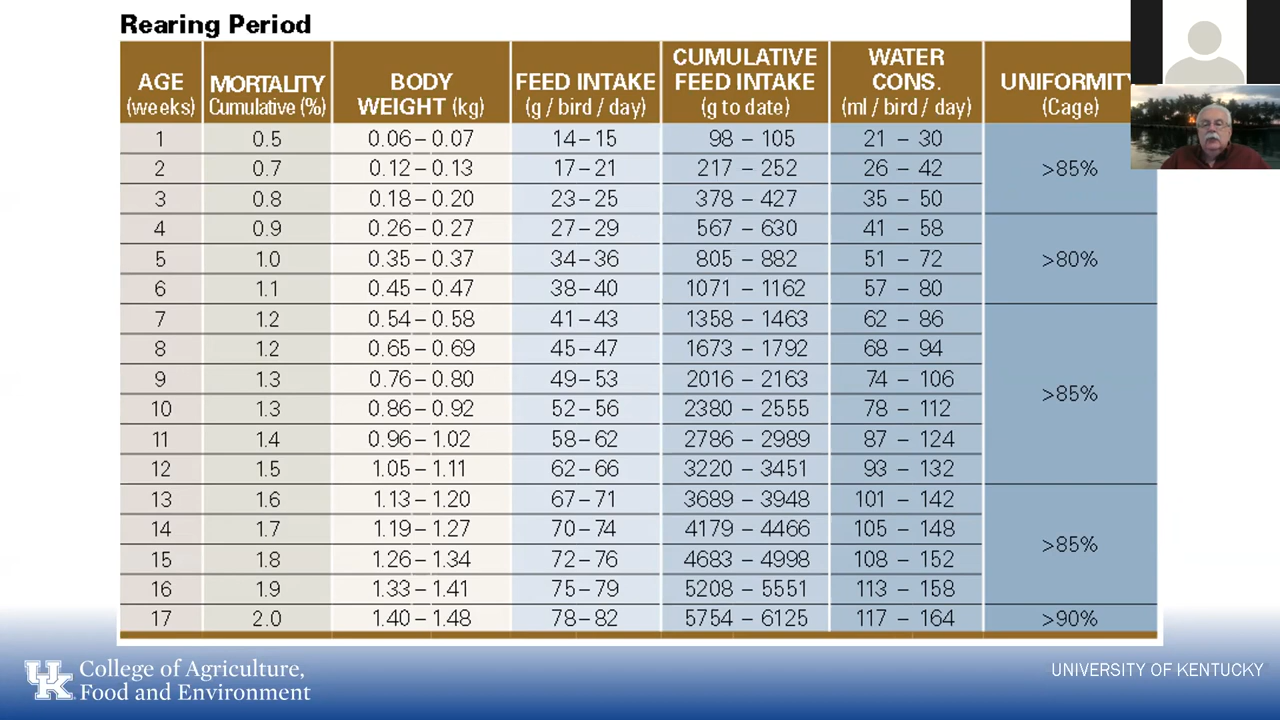 Rearing Period
AGE (weeks) MORTALITY Cumulative (%) BODY WEIGHT (kg) FEED INTAKE (g / bird / day) CUMULATIVE FEED INTAKE (g to date) WATER CONS. (ml / bird / day) UNIFORMITY (Cage)
1 0.5 0.06 – 0.07 14 – 15 98 – 105 21 – 30
2 0.7 0.12 – 0.13 17 – 21 217 – 252 26 – 42 >85%
3 0.8 0.18 – 0.20 23 – 25 378 – 427 35 – 50
4 0.9 0.26 – 0.27 27 – 29 567 – 630 41 – 58
5 1.0 0.35 – 0.37 34 – 36 805 – 882 51 – 72 >80%
6 1.1 0.45 – 0.47 38 – 40 1071 – 1162 57 – 80
7 1.2 0.54 – 0.58 41 – 43 1358 – 1463 62 – 86
8 1.2 0.65 – 0.69 45 – 47 1673 – 1792 68 – 94
9 1.3 0.76 – 0.80 49 – 53 2016 – 2163 74 – 106 >85%
10 1.3 0.86 – 0.92 52 – 56 2380 – 2555 78 – 112
11 1.4 0.96 – 1.02 58 – 62 2786 – 2989 87 – 124
12 1.5 1.05 – 1.11 62 – 66 3220 – 3451 93 – 132
13 1.6 1.13 – 1.20 67 – 71 3689 – 3948 101 – 142
14 1.7 1.19 – 1.27 70 – 74 4179 – 4466 105 – 148
15 1.8 1.26 – 1.34 72 – 76 4683 – 4998 108 – 152 >85%
16 1.9 1.33 – 1.41 75 – 79 5208 – 5551 113 – 158
17 2.0 1.40 – 1.48 78 – 82 5754 – 6125 117 – 164 >90%
UK College of Agriculture,
Food and Environment
UNIVERSITY OF KENTUCKY